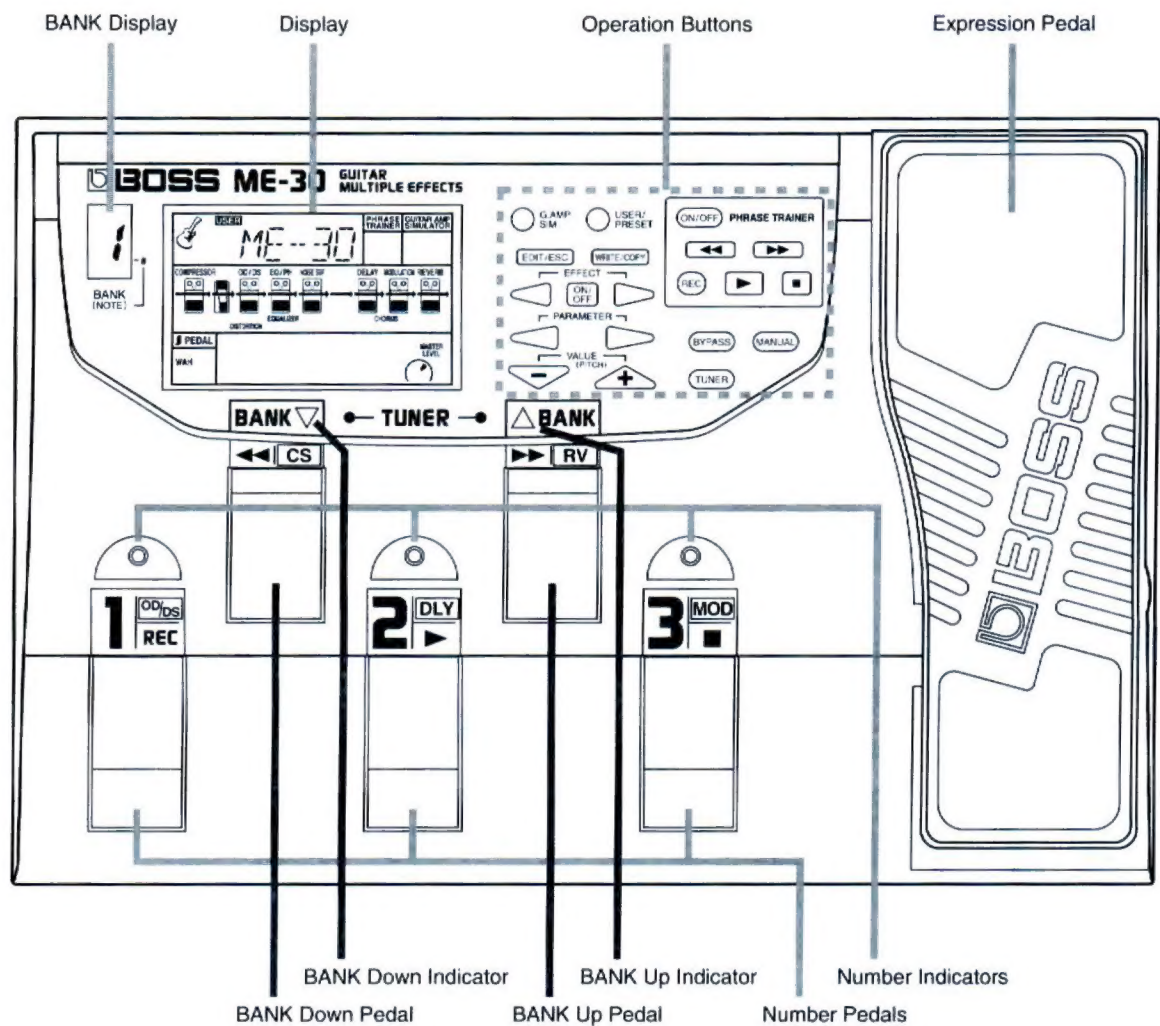 BANK Display
Display
Operation Buttons
Expression Pedal
BOSS ME-30 GUITAR MULTIPLE EFFECTS
1.
BANK
(NOTE)
USER
ME-30
PHRASE TRAINER
GUITAR AMP SIMULATOR
COMPRESSOR
OD/DS
EQ/PH
DELAY
MODULATION
REVERB
DISTORTION
EQUALIZER
CHORUS
PEDAL
WAH
MASTER LEVEL
G.AMP SIM
USER/PRESET
EDIT/ESC
WRITE/COPY
EFFECT
ON/OFF
PARAMETER
VALUE
(PITCH)
- +
ON/OFF PHRASE TRAINER
◀◀ ▶▶
REC ▶ ■
BYPASS
MANUAL
TUNER
BANK ▽ TUNER △ BANK
◀◀ CS
▶▶ RV
1 OD/DS REC
2 DLY ▶
3 MOD ■
BOSS
BANK Down Indicator
BANK Up Indicator
Number Indicators
BANK Down Pedal
BANK Up Pedal
Number Pedals